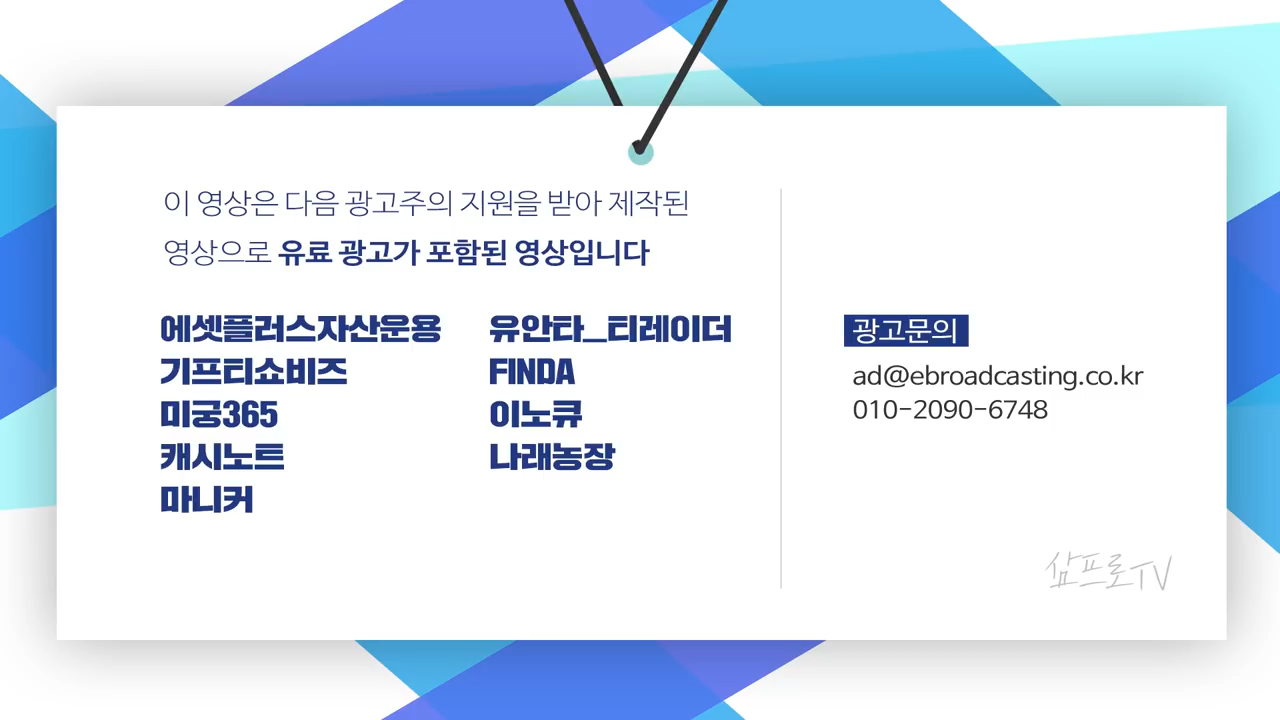 이 영상은 다음 광고주의 지원을 받아 제작된
영상으로 유료 광고가 포함된 영상입니다
에셋플러스자산운용
기프티쇼비즈
미궁365
캐시노트
마니커
유안타_티레이더
FINDA
이노큐
나래농장
광고문의
ad@ebroadcasting.co.kr
010-2090-6748
삼프로TV